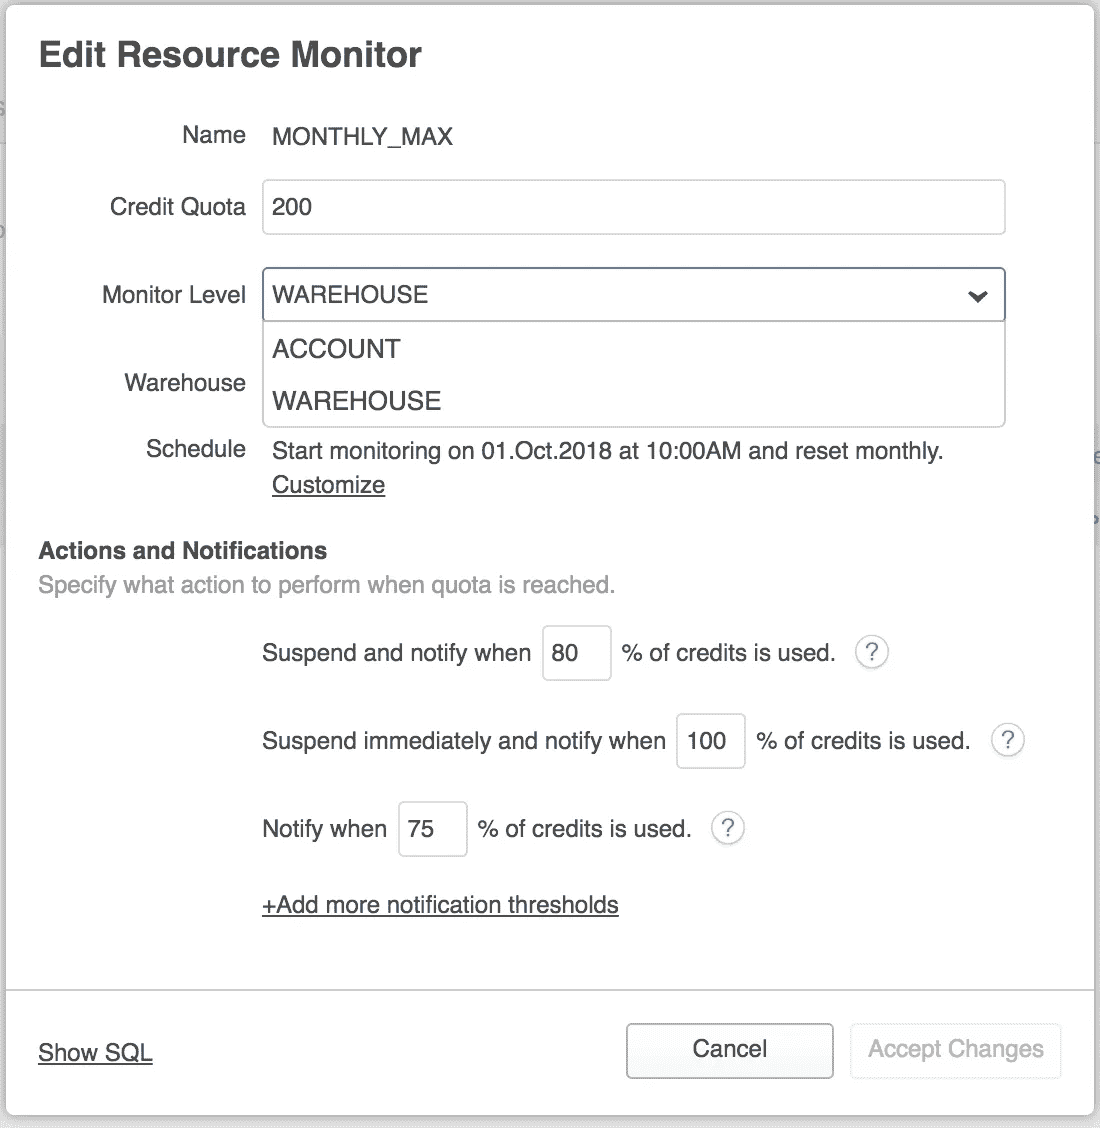 Edit Resource Monitor
Name MONTHLY_MAX
Credit Quota 200
Monitor Level WAREHOUSE
ACCOUNT
Warehouse
WAREHOUSE
Schedule Start monitoring on 01.Oct.2018 at 10:00AM and reset monthly.
Customize
Actions and Notifications
Specify what action to perform when quota is reached.
Suspend and notify when 80 % of credits is used. ?
Suspend immediately and notify when 100 % of credits is used. ?
Notify when 75 % of credits is used. ?
+Add more notification thresholds
Show SQL Cancel Accept Changes